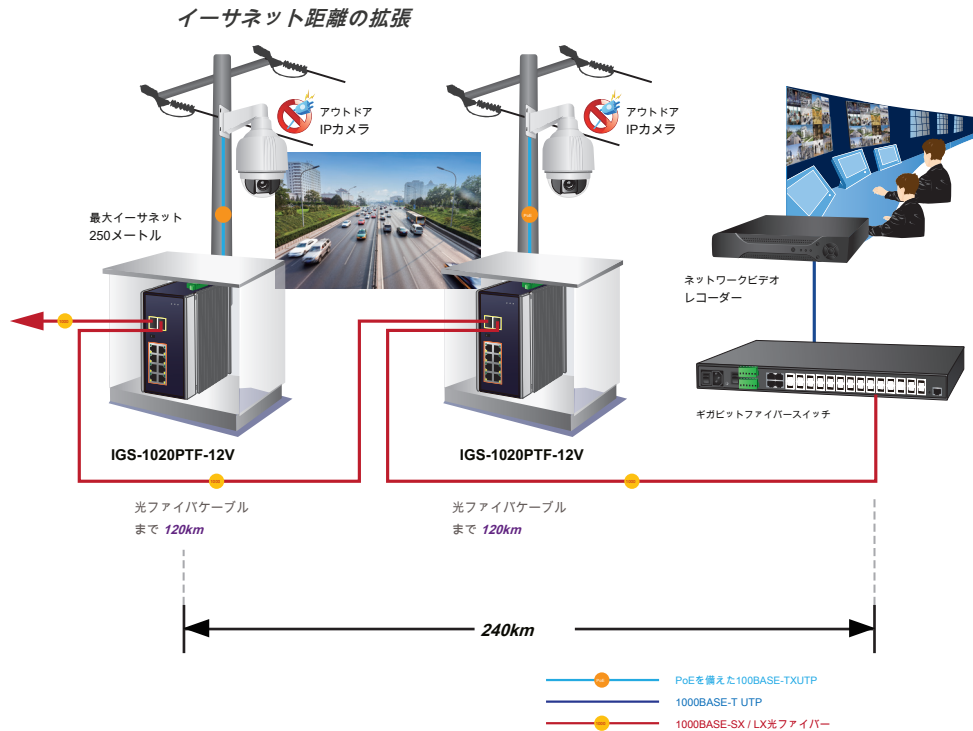 イーサネット距離の拡張
アウトドア
IPカメラ
アウトドア
IPカメラ
最大イーサネット
250メートル
PoE
ネットワークビデオ
レコーダー
ギガビットファイバースイッチ
IGS-1020PTF-12V
IGS-1020PTF-12V
光ファイバケーブル
まで 120km
光ファイバケーブル
まで 120km
240km
PoEを備えた100BASE-TXUTP
1000BASE-T UTP
1000BASE-SX / LX光ファイバー